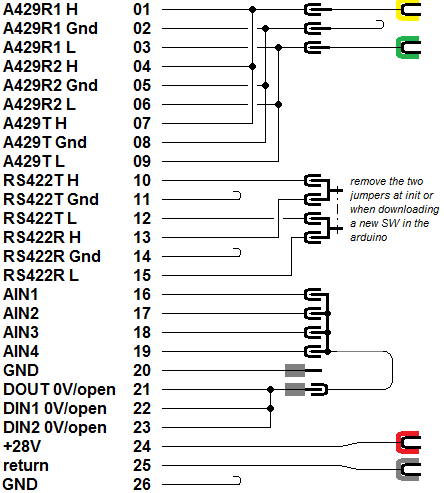 A429R1 H 01
A429R1 Gnd 02
A429R1 L 03
A429R2 H 04
A429R2 Gnd 05
A429R2 L 06
A429T H 07
A429T Gnd 08
A429T L 09
RS422T H 10
RS422T Gnd 11
RS422T L 12
RS422R H 13
RS422R Gnd 14
RS422R L 15
remove the two
jumpers at init or
when downloading
a new SW in the
arduino
AIN1 16
AIN2 17
AIN3 18
AIN4 19
GND 20
DOUT 0V/open 21
DIN1 0V/open 22
DIN2 0V/open 23
+28V 24
return 25
GND 26